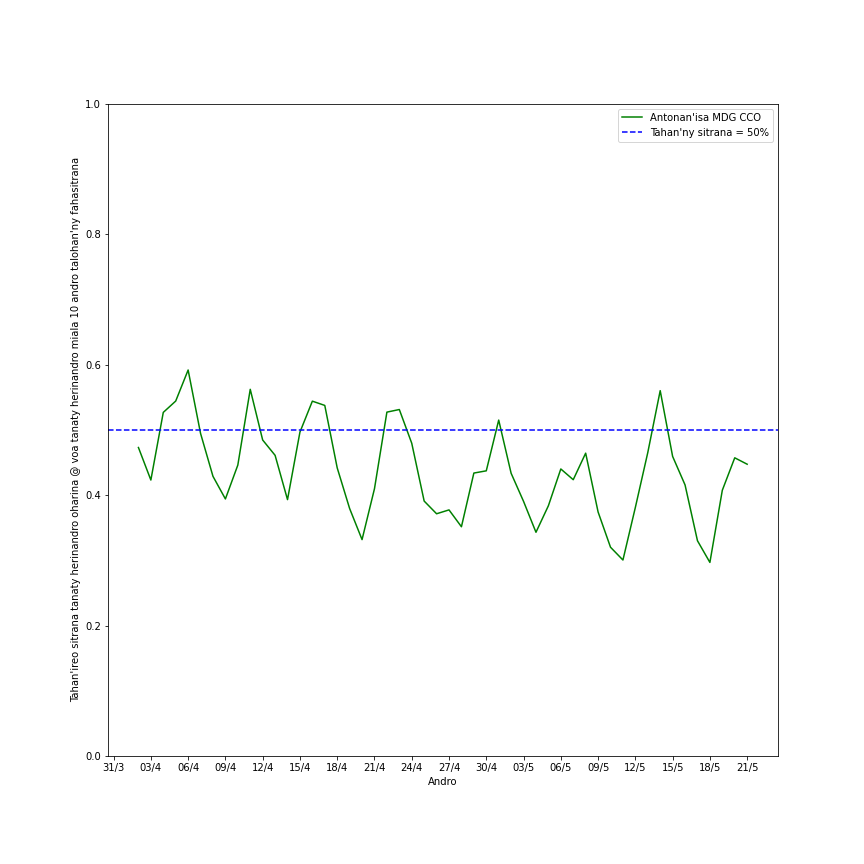 Antonan'isa MDG CCO
Tahan'ny sitrana = 50%
Tahan'ireo sitrana tanaty herinandro oharina @ voa tanaty herinandro miala 10 andro talohan'ny fahasitrana
1.0
0.8
0.6
0.4
0.2
0.0
31/3 03/4 06/4 09/4 12/4 15/4 18/4 21/4 24/4 27/4 30/4 03/5 06/5 09/5 12/5 15/5 18/5 21/5
Andro